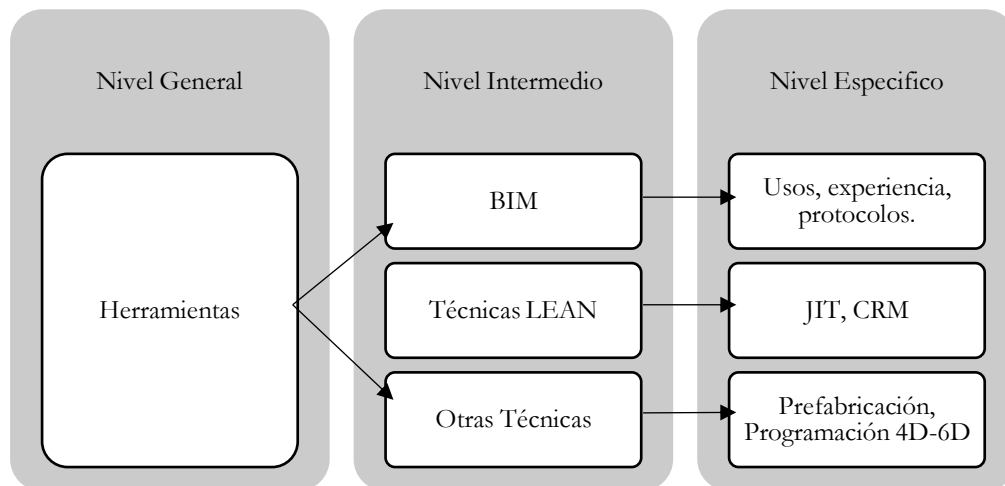 Nivel General
Nivel Intermedio
Nivel Especifico
Herramientas
BIM
Usos, experiencia,
protocolos.
Técnicas LEAN
JIT, CRM
Otras Técnicas
Prefabricación,
Programación 4D-6D